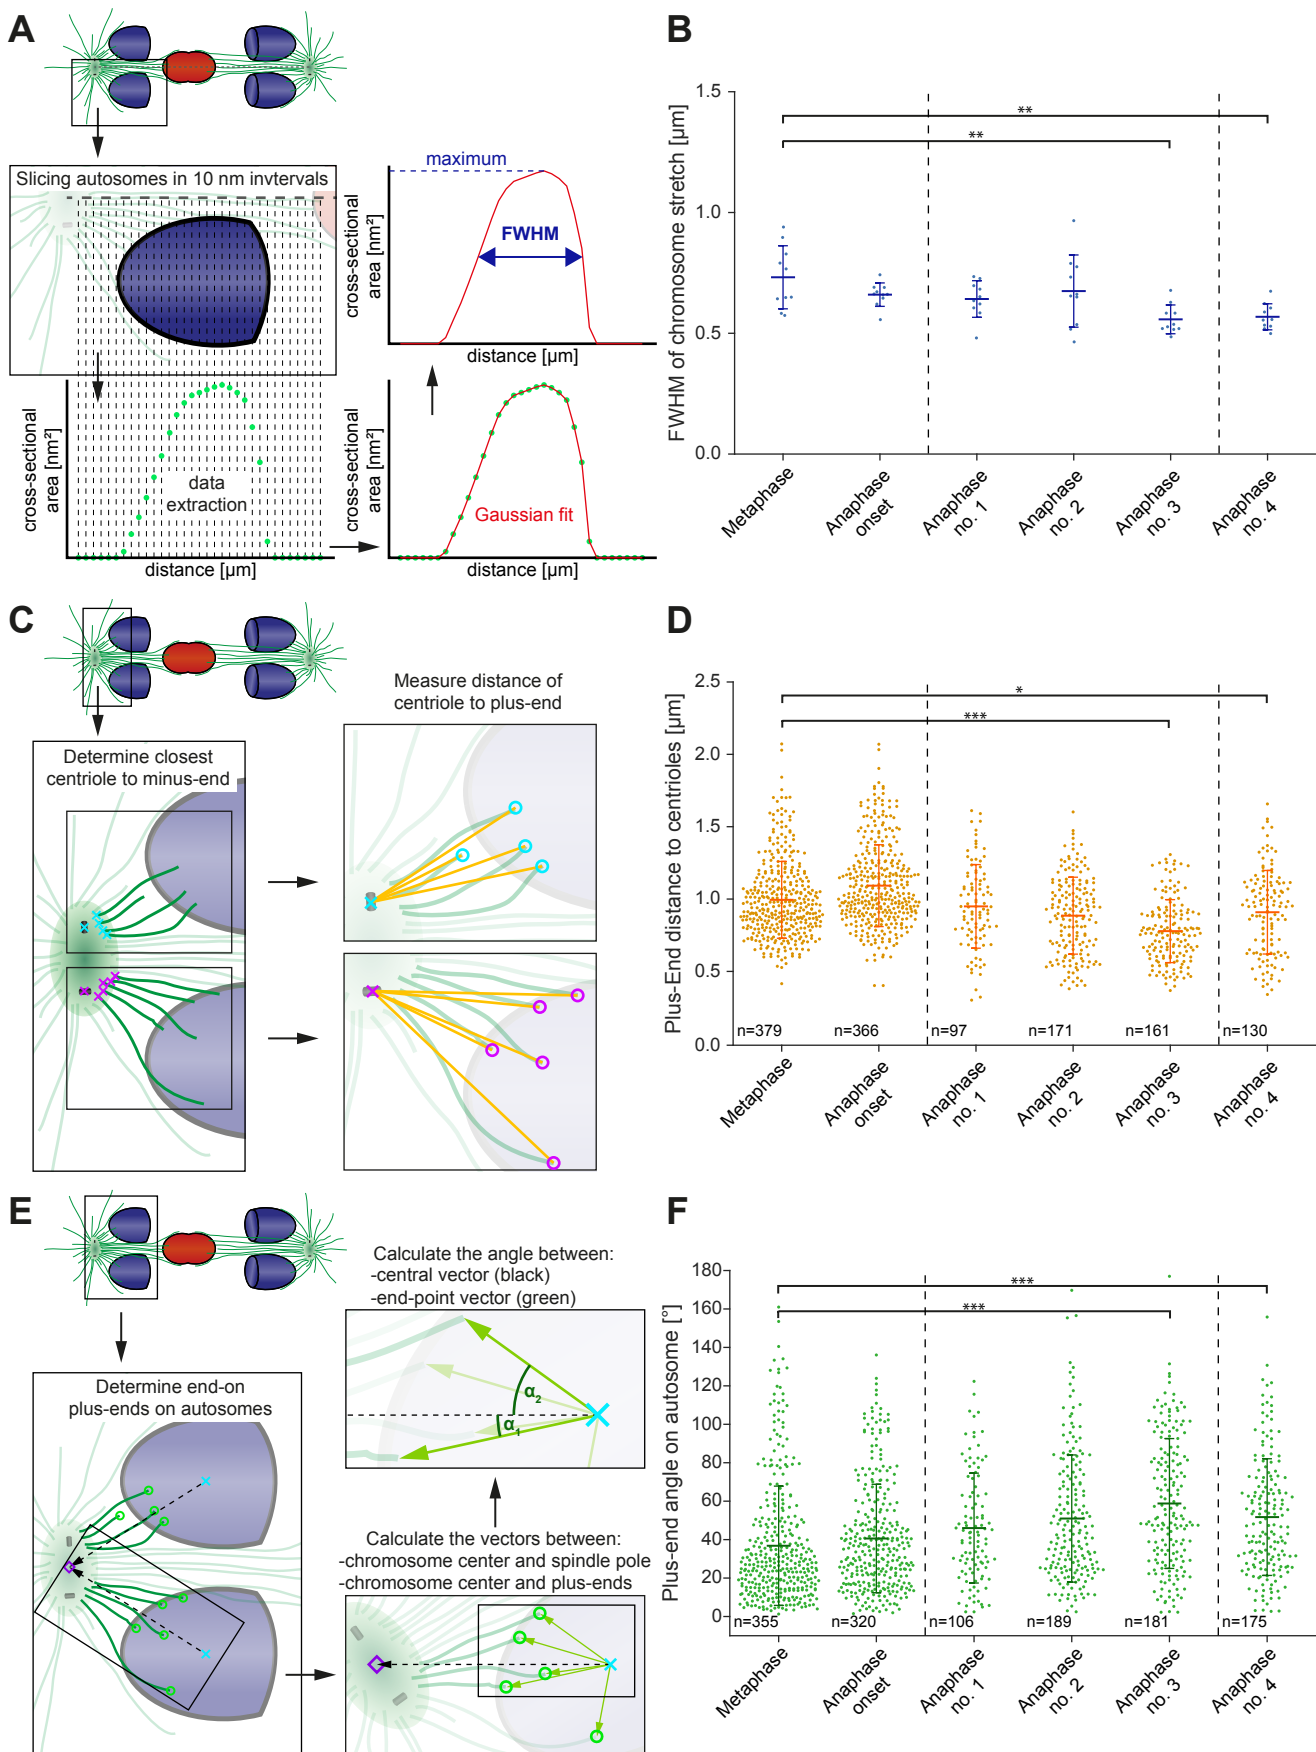 A
Slicing autosomes in 10 nm invtervals
cross-sectional
area [nm²]
data
extraction
distance [µm]
cross-sectional
area [nm²]
maximum
FWHM
distance [µm]
cross-sectional
area [nm²]
Gaussian fit
distance [µm]
B
FWHM of chromosome stretch [µm]
1.5
1.0
0.5
0.0
**
**
Metaphase
Anaphase
onset
Anaphase
no. 1
Anaphase
no. 2
Anaphase
no. 3
Anaphase
no. 4
C
Determine closest
centriole to minus-end
Measure distance of
centriole to plus-end
D
Plus-End distance to centrioles [µm]
2.5
2.0
1.5
1.0
0.5
0.0
*
***
n=379
n=366
n=97
n=171
n=161
n=130
Metaphase
Anaphase
onset
Anaphase
no. 1
Anaphase
no. 2
Anaphase
no. 3
Anaphase
no. 4
E
Determine end-on
plus-ends on autosomes
Calculate the angle between:
-central vector (black)
-end-point vector (green)
α2
α1
Calculate the vectors between:
-chromosome center and spindle pole
-chromosome center and plus-ends
F
Plus-end angle on autosome [°]
180
160
140
120
100
80
60
40
20
0
***
***
n=355
n=320
n=106
n=189
n=181
n=175
Metaphase
Anaphase
onset
Anaphase
no. 1
Anaphase
no. 2
Anaphase
no. 3
Anaphase
no. 4